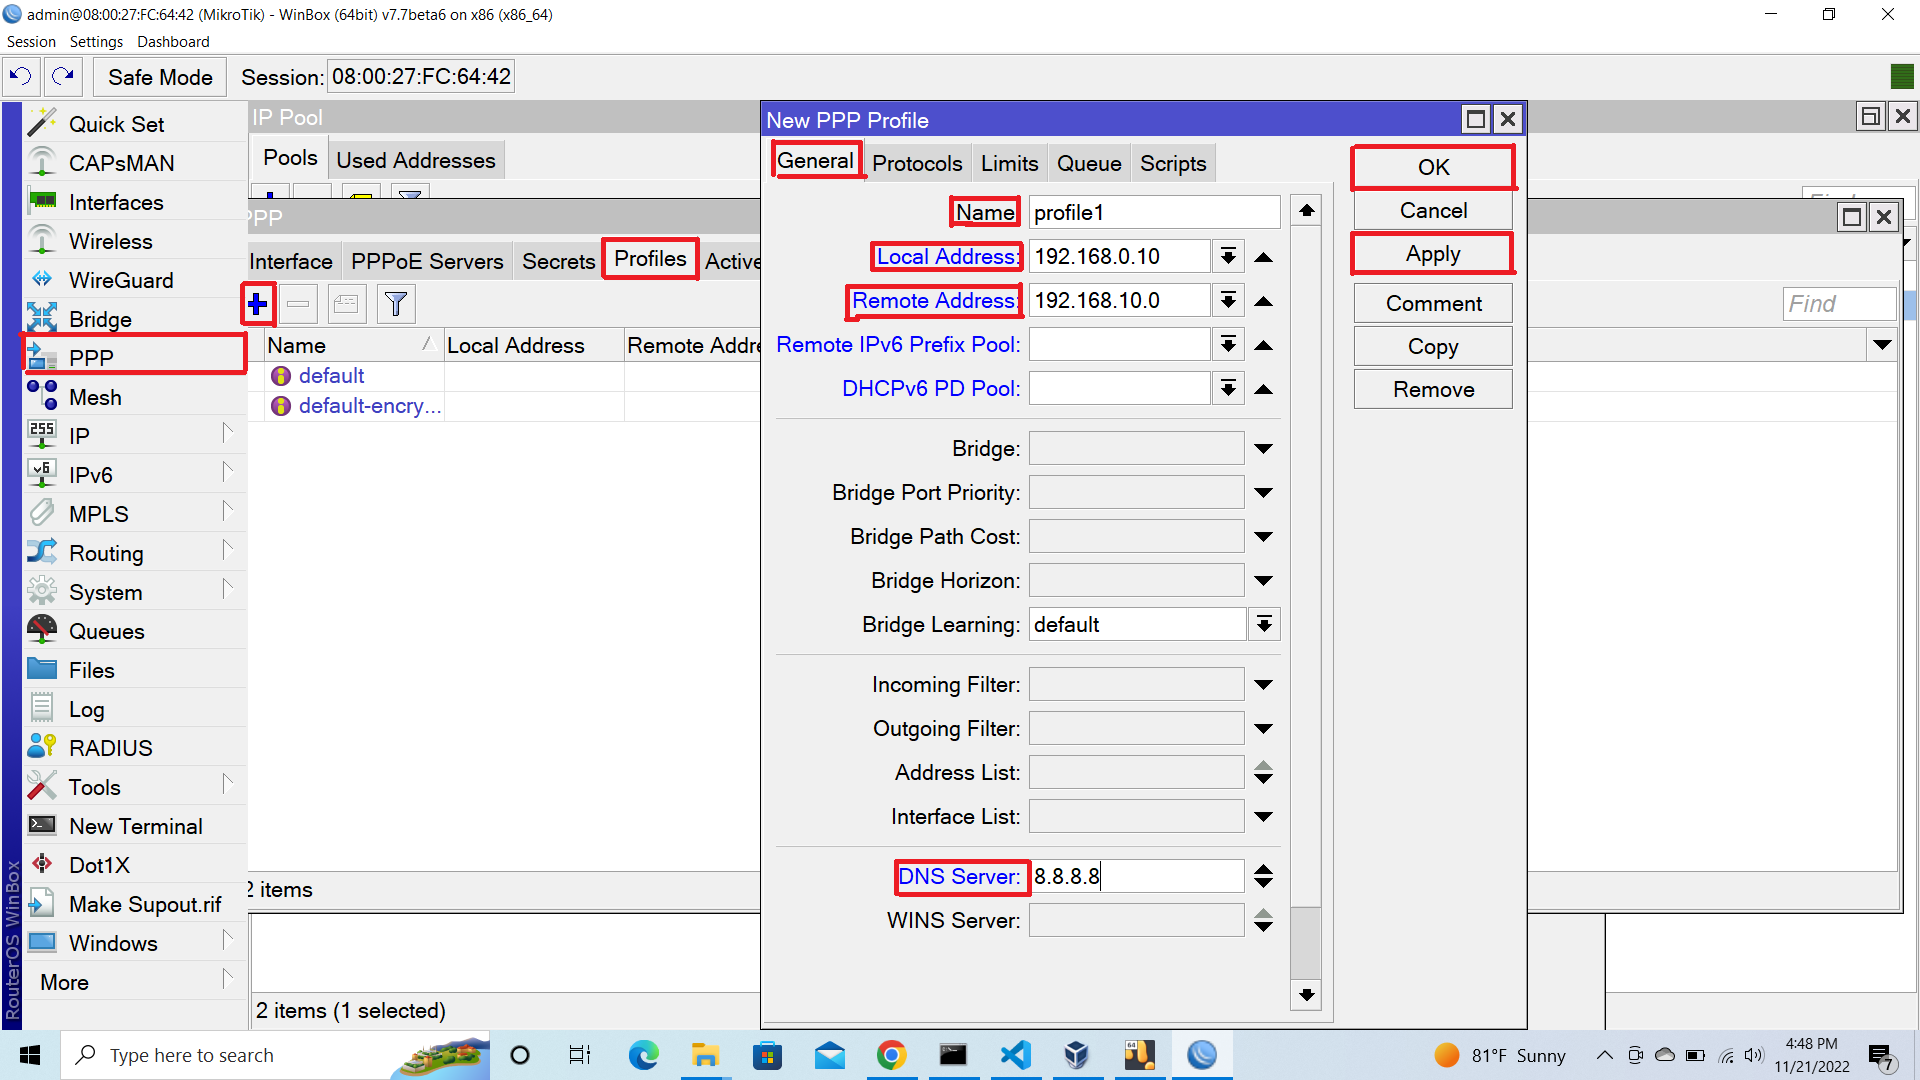 admin@08:00:27:FC:64:42 (MikroTik) - WinBox (64bit) v7.7beta6 on x86 (x86_64)
Session Settings Dashboard
Safe Mode Session: 08:00:27:FC:64:42
Quick Set
CAPsMAN
Interfaces
Wireless
WireGuard
Bridge
PPP
Mesh
IP
IPv6
MPLS
Routing
System
Queues
Files
Log
RADIUS
Tools
New Terminal
Dot1X
Make Supout.rif
Windows
More
RouterOS WinBox
255
v6
IP Pool
Pools Used Addresses
PPP
Interface PPPoE Servers Secrets Profiles Active
Find
Name Local Address Remote Addre
default
default-encry...
2 items
2 items (1 selected)
New PPP Profile
General Protocols Limits Queue Scripts
Name profile1
Local Address: 192.168.0.10
Remote Address: 192.168.10.0
Remote IPv6 Prefix Pool:
DHCPv6 PD Pool:
Bridge:
Bridge Port Priority:
Bridge Path Cost:
Bridge Horizon:
Bridge Learning: default
Incoming Filter:
Outgoing Filter:
Address List:
Interface List:
DNS Server: 8.8.8.8
WINS Server:
OK
Cancel
Apply
Comment
Copy
Remove
Type here to search
64
81°F Sunny
4:48 PM
11/21/2022
7